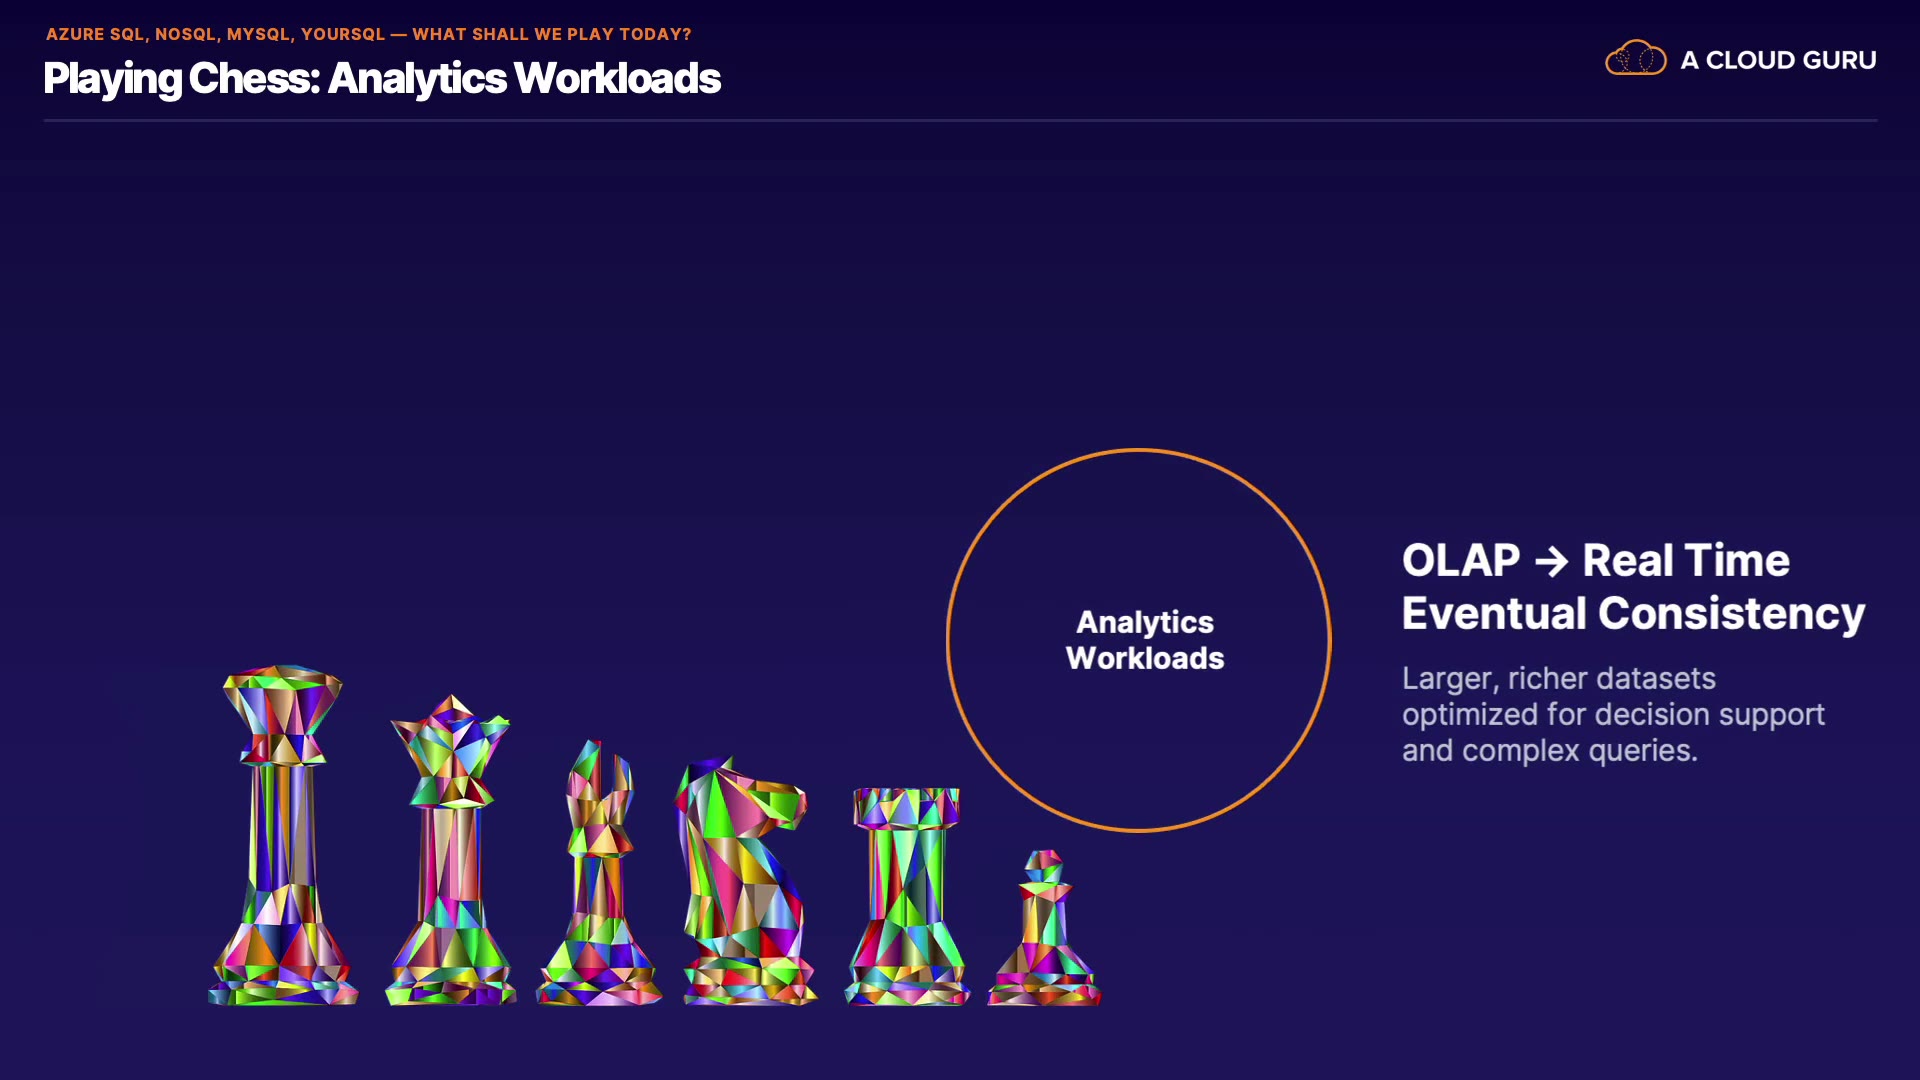 AZURE SQL, NOSQL, MYSQL, YOURSQL — WHAT SHALL WE PLAY TODAY?
Playing Chess: Analytics Workloads
A CLOUD GURU
Analytics
Workloads
OLAP → Real Time
Eventual Consistency
Larger, richer datasets
optimized for decision support
and complex queries.